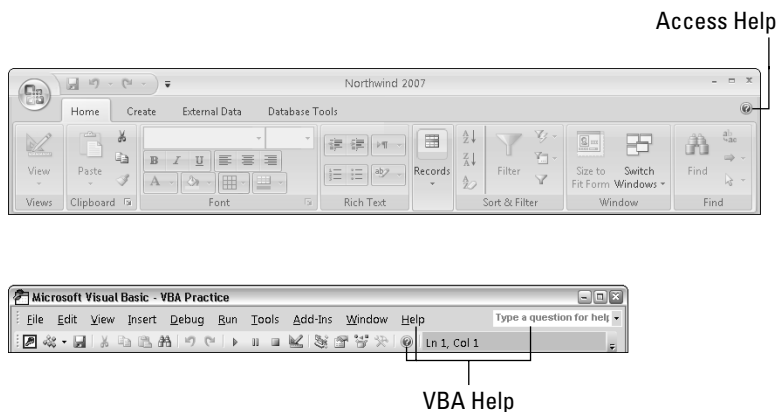 Access Help
Northwind 2007
Home Create External Data Database Tools
View Paste B I U A Records Filter Size to Fit Form Switch Windows Find
Views Clipboard Font Rich Text Sort & Filter Window Find
Microsoft Visual Basic - VBA Practice
File Edit View Insert Debug Run Tools Add-Ins Window Help Type a question for help
Ln 1, Col 1
VBA Help